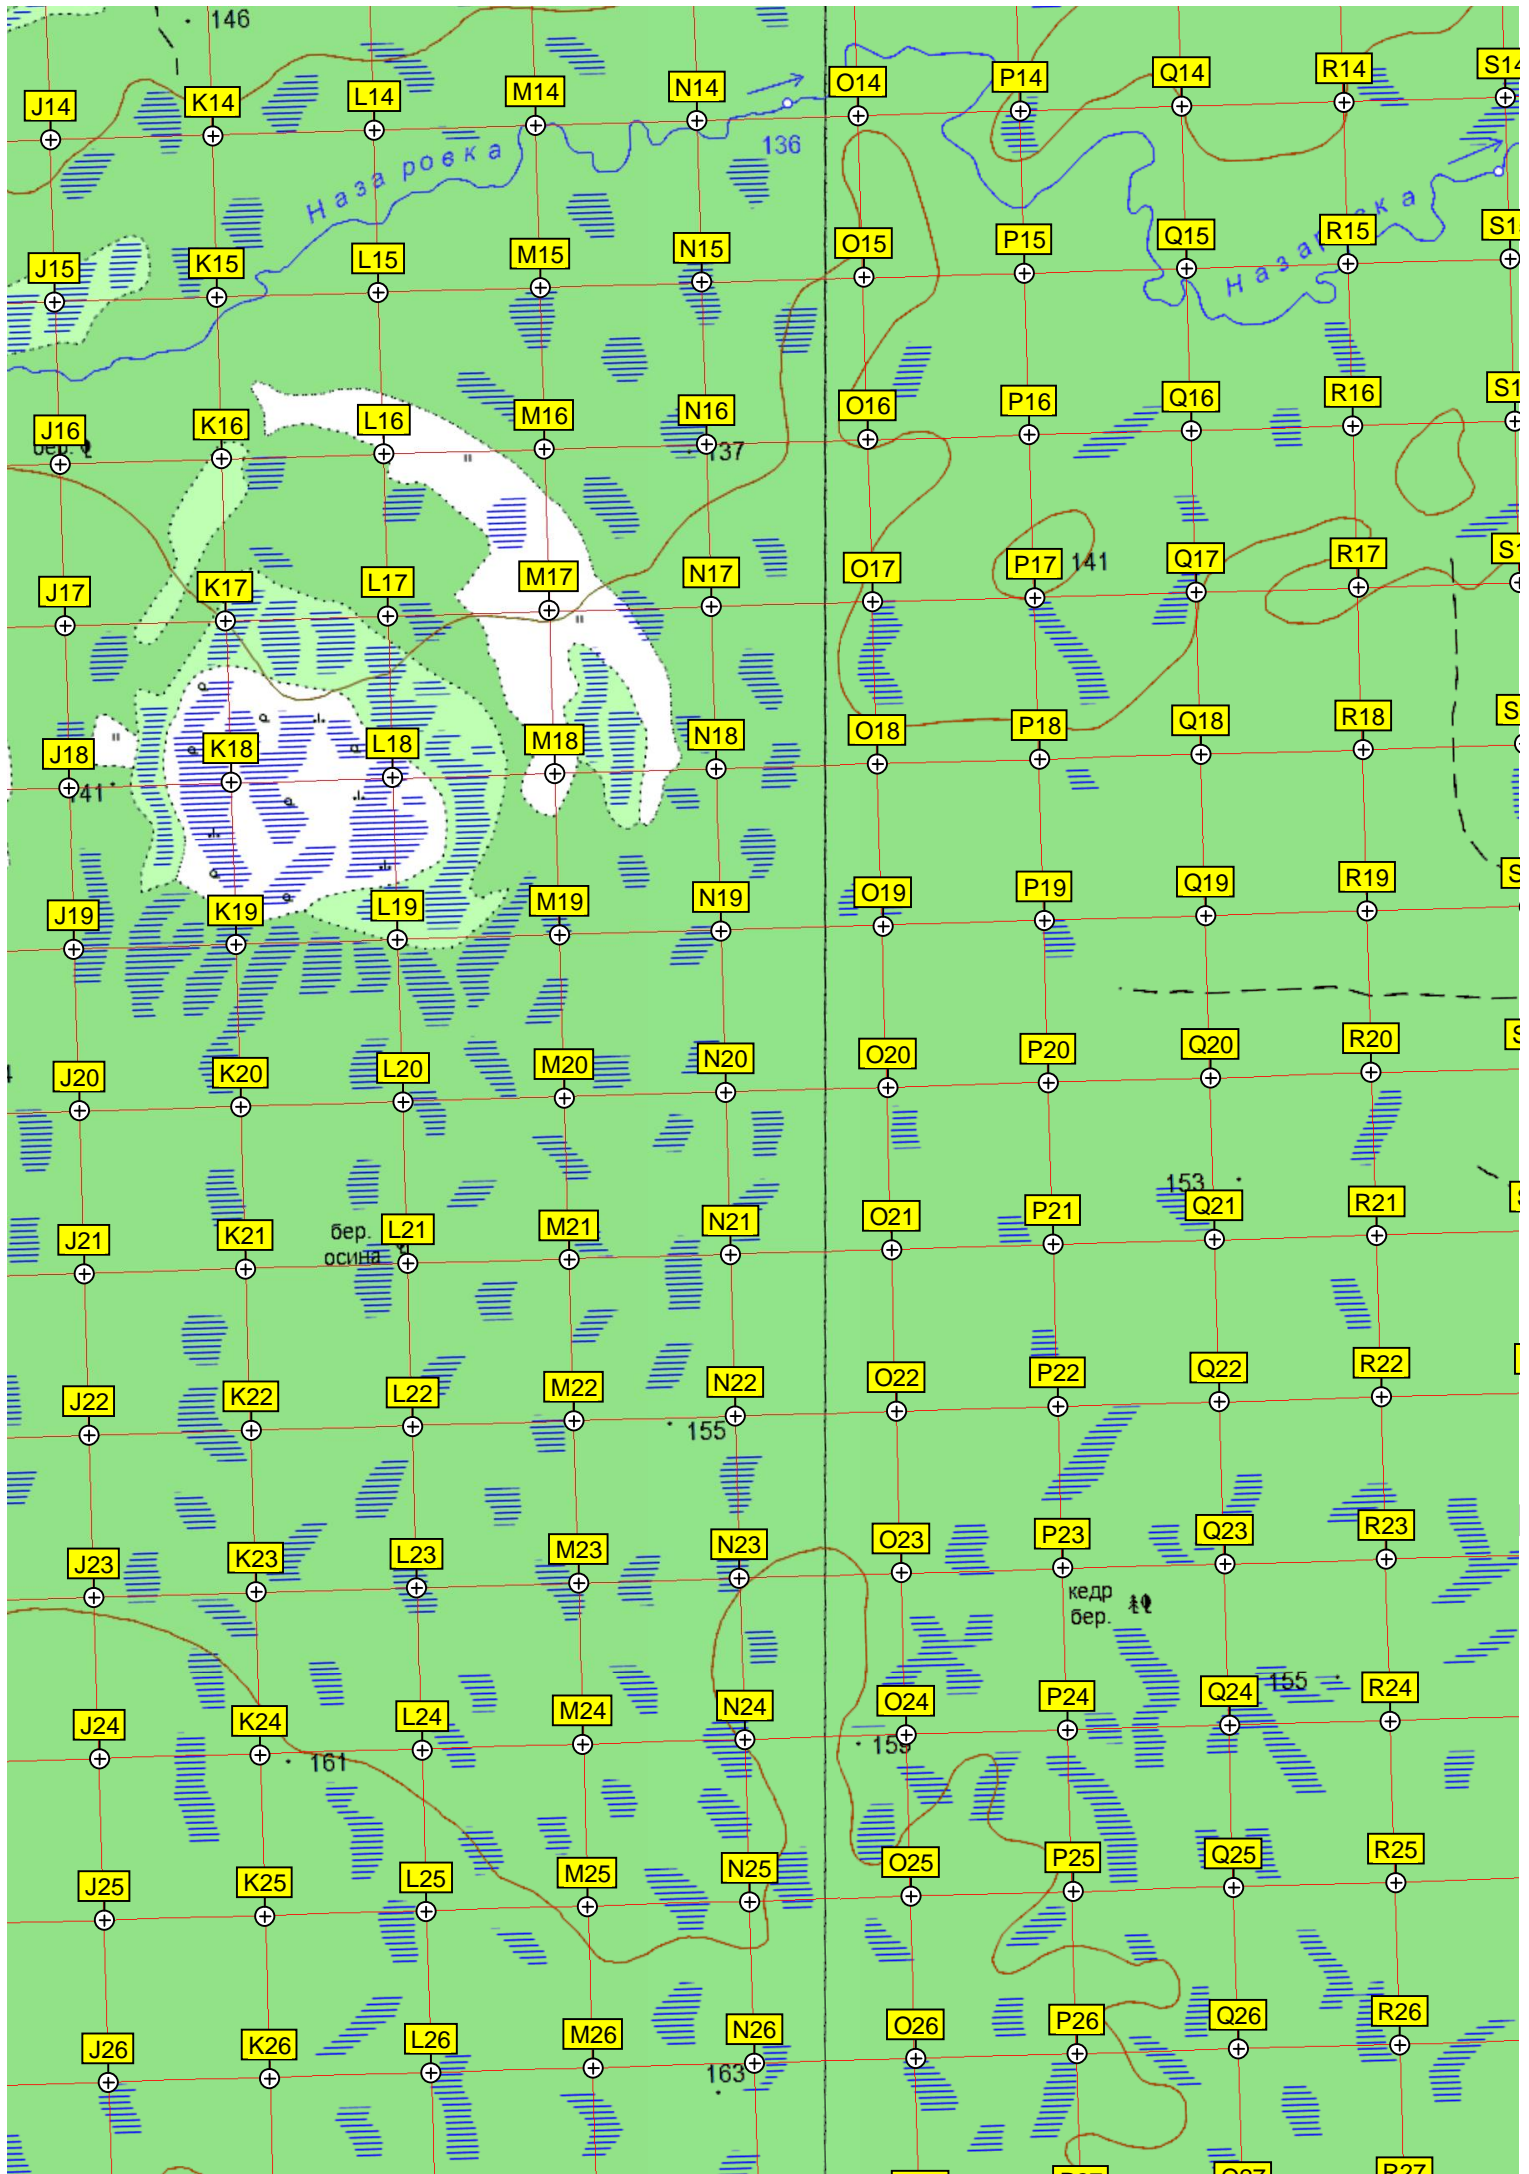 146
J14 K14 L14 M14 N14 O14 P14 Q14 R14 S14
Назаровка
136
J15 K15 L15 M15 N15 O15 P15 Q15 R15
Назаровка
J16 K16 L16 M16 N16 O16 P16 Q16 R16
бер.
137
J17 K17 L17 M17 N17 O17 P17 Q17 R17
141
J18 K18 L18 M18 N18 O18 P18 Q18 R18
141
J19 K19 L19 M19 N19 O19 P19 Q19 R19
J20 K20 L20 M20 N20 O20 P20 Q20 R20
153
J21 K21 L21 M21 N21 O21 P21 Q21 R21
бер.
осина
J22 K22 L22 M22 N22 O22 P22 Q22 R22
155
J23 K23 L23 M23 N23 O23 P23 Q23 R23
кедр
бер.
155
J24 K24 L24 M24 N24 O24 P24 Q24 R24
161
159
J25 K25 L25 M25 N25 O25 P25 Q25 R25
J26 K26 L26 M26 N26 O26 P26 Q26 R26
163
R27